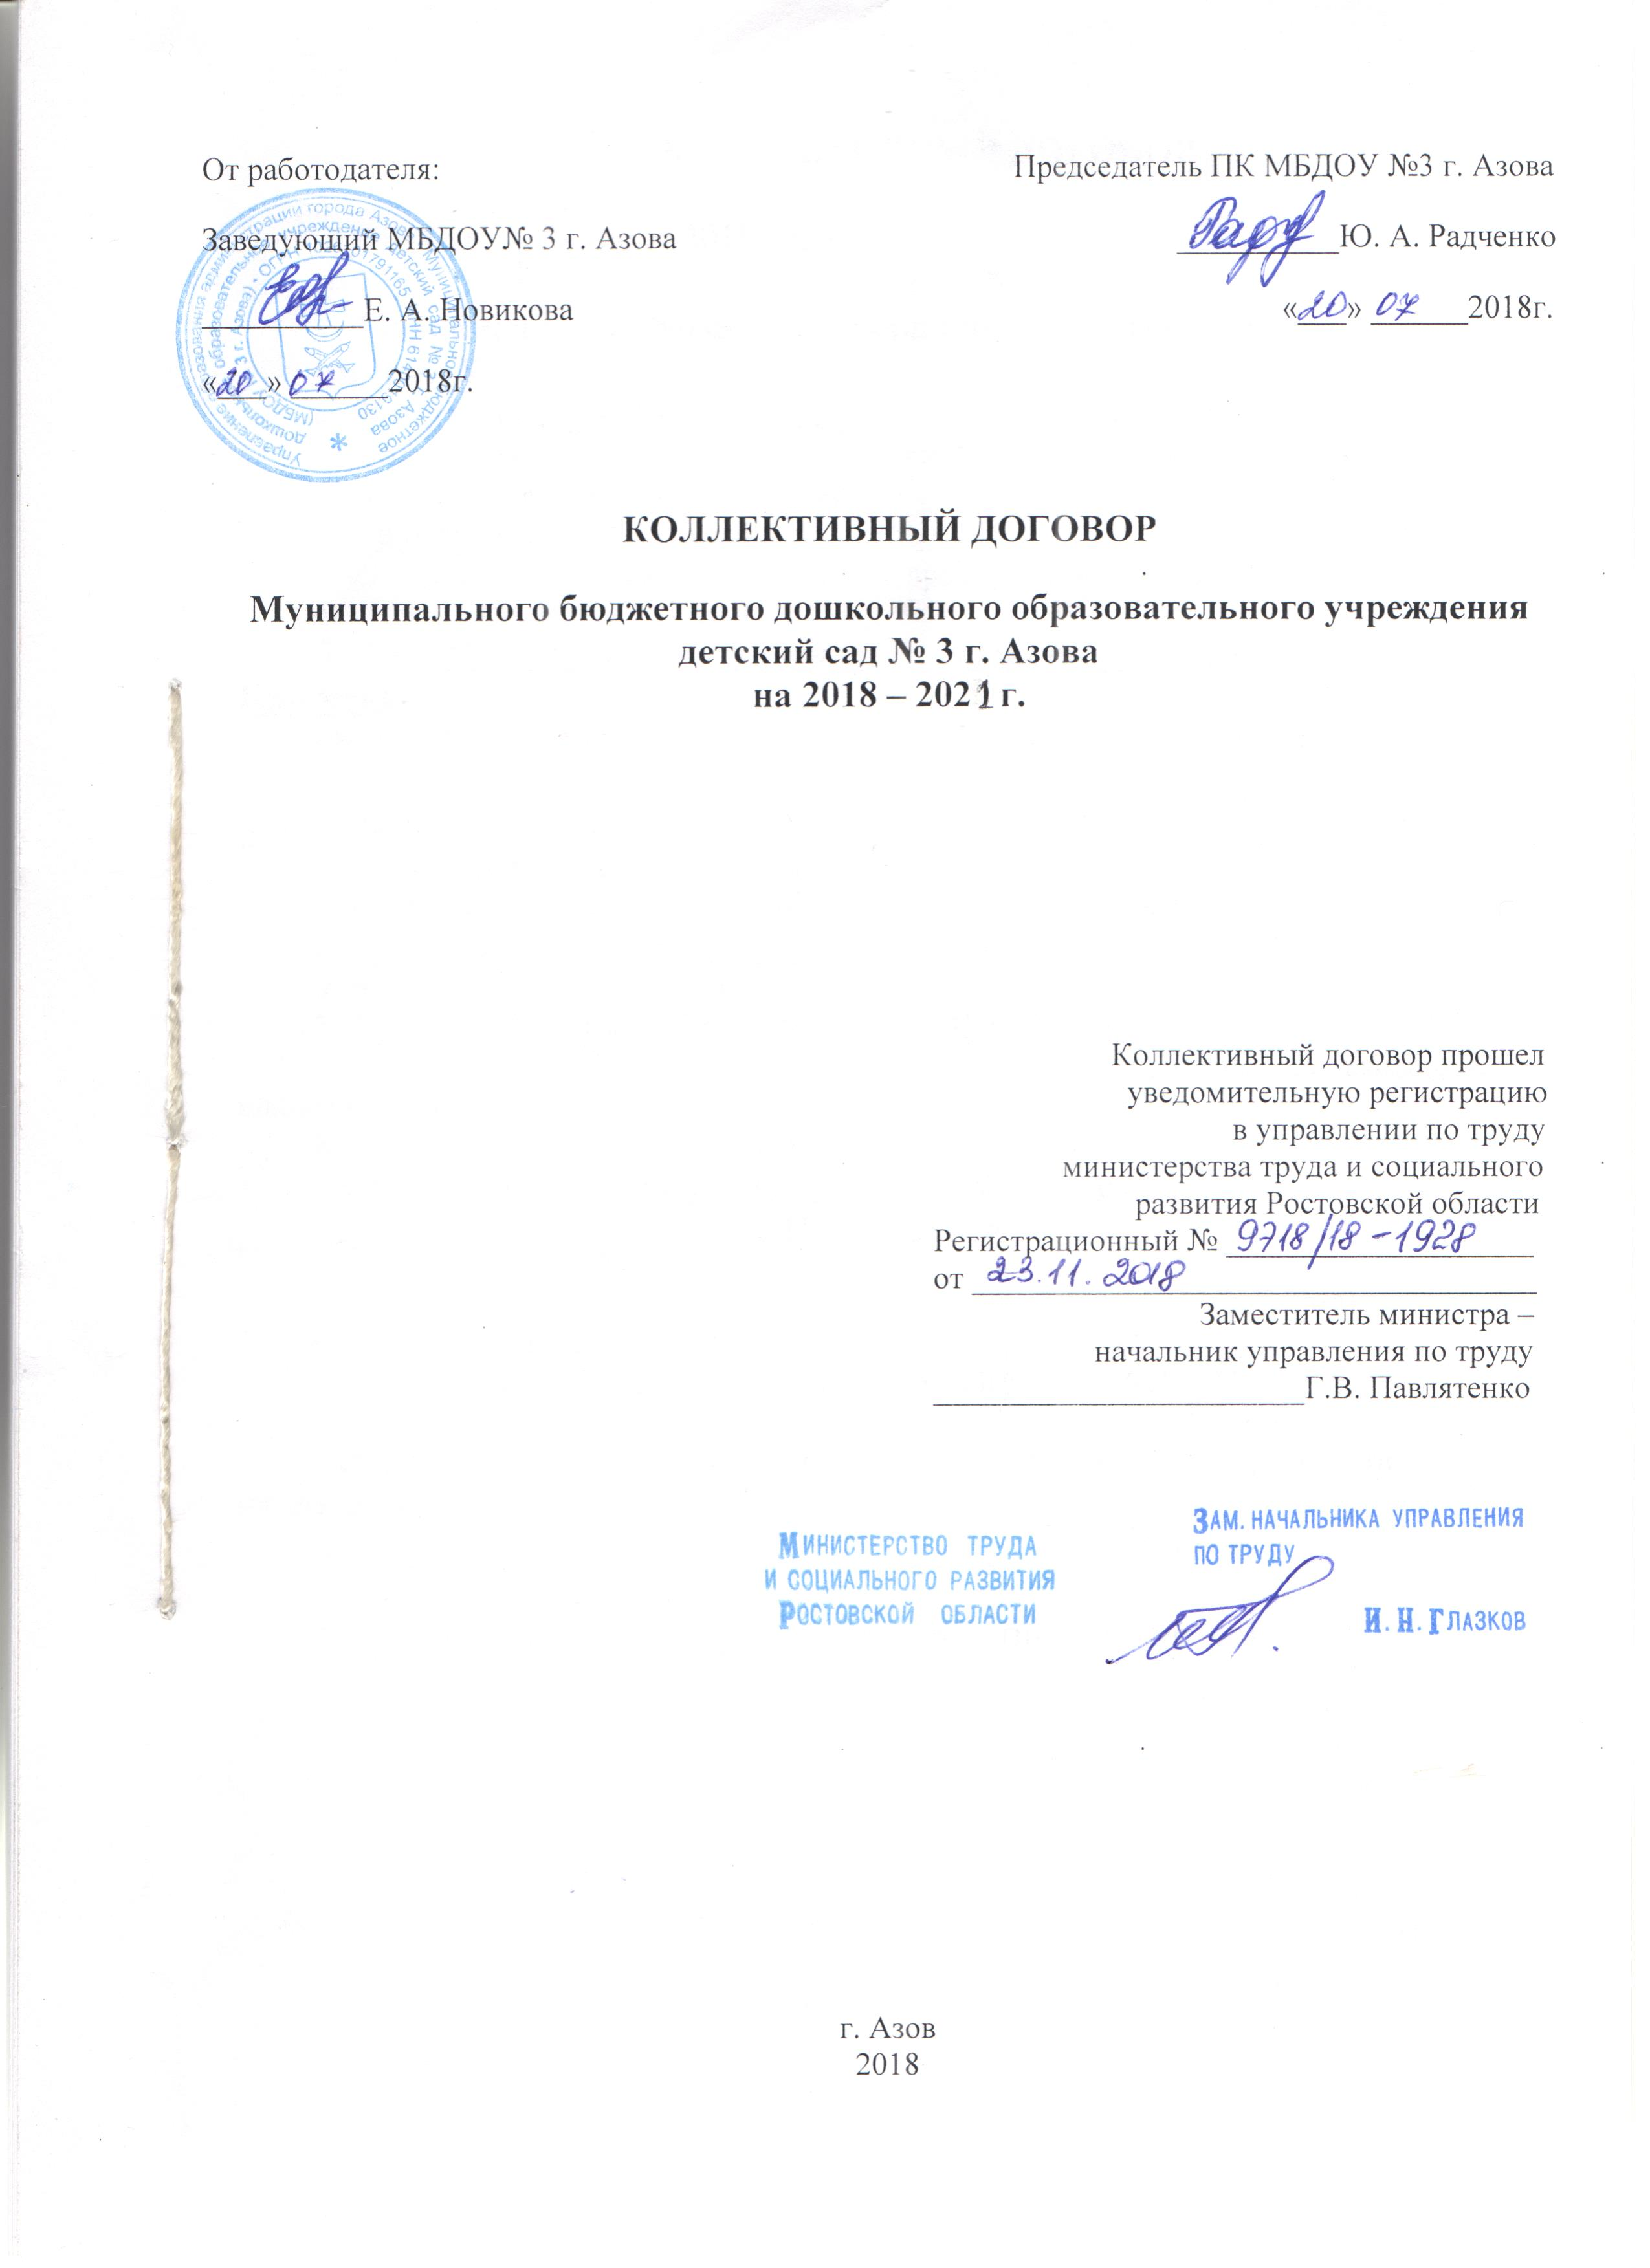 От работодателя:
Заведующий МБДОУ№ 3 г. Азова
____________Е. А. Новикова
«20» 07 2018г.
Председатель ПК МБДОУ №3 г. Азова
____________Ю. А. Радченко
«20» 07 2018г.
КОЛЛЕКТИВНЫЙ ДОГОВОР
Муниципального бюджетного дошкольного образовательного учреждения
детский сад № 3 г. Азова
на 2018 – 2021 г.
Коллективный договор прошел
уведомительную регистрацию
в управлении по труду
министерства труда и социального
развития Ростовской области
Регистрационный № 9718/18-1928
от 23.11.2018
Заместитель министра –
начальник управления по труду
____________Г.В. Павлятенко
МИНИСТЕРСТВО ТРУДА
И СОЦИАЛЬНОГО РАЗВИТИЯ
РОСТОВСКОЙ ОБЛАСТИ
ЗАМ. НАЧАЛЬНИКА УПРАВЛЕНИЯ
ПО ТРУДУ
И. Н. ГЛАЗКОВ
г. Азов
2018